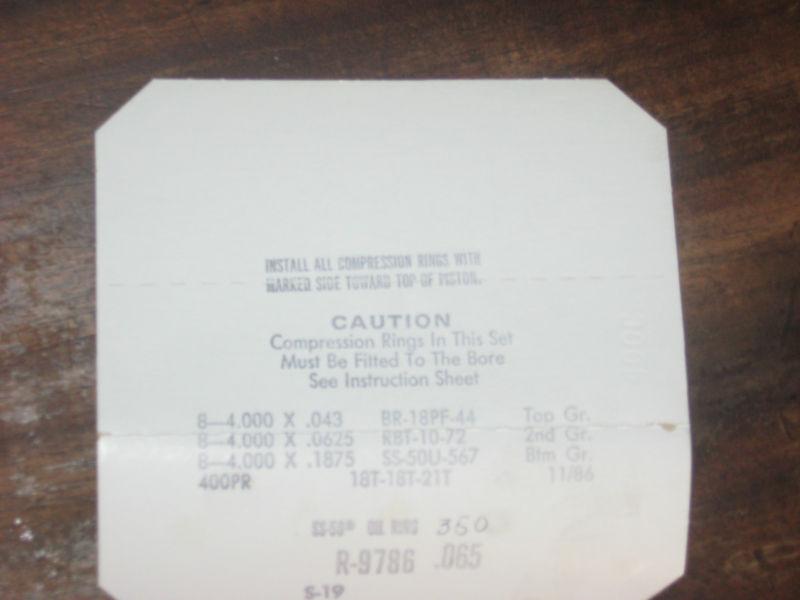 INSTALL ALL COMPRESSION RINGS WITH
MARKED SIDE TOWARD TOP OF PISTON.
CAUTION
Compression Rings In This Set
Must Be Fitted To The Bore
See Instruction Sheet
8—4.000 X .043 BR-18PF-44 Top Gr.
8—4.000 X .0625 RBT-10-72 2nd Gr.
8—4.000 X .1875 SS-50U-567 Btm Gr.
400PR 18T-18T-21T 11/86
SS-50® OIL RING 350
R-9786 .065
S-19